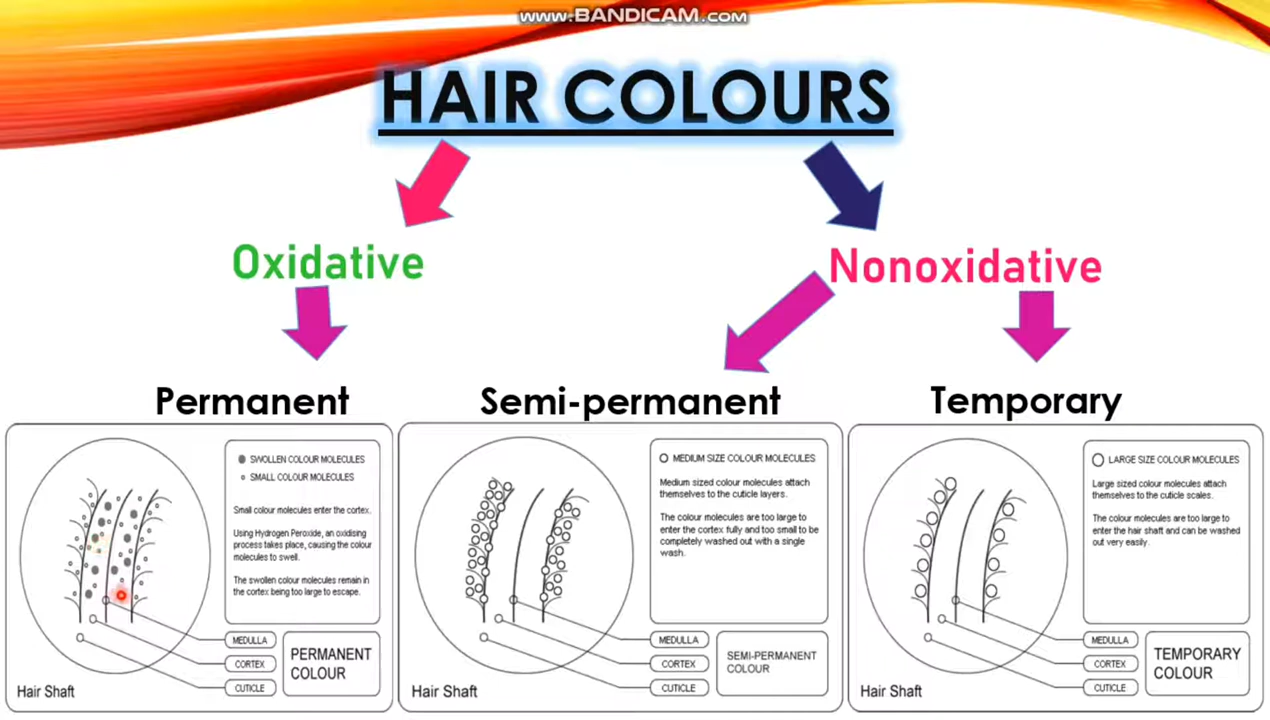 www.BANDICAM.com
HAIR COLOURS
Oxidative
Nonoxidative
Permanent
Semi-permanent
Temporary
SWOLLEN COLOUR MOLECULES
SMALL COLOUR MOLECULES
Small colour molecules enter the cortex.
Using Hydrogen Peroxide, an oxidising
process takes place, causing the colour
molecules to swell.
The swollen colour molecules remain in
the cortex being too large to escape.
MEDULLA
CORTEX
CUTICLE
PERMANENT
COLOUR
Hair Shaft
MEDIUM SIZE COLOUR MOLECULES
Medium sized colour molecules attach
themselves to the cuticle layers.
The colour molecules are too large to
enter the cortex fully and too small to be
completely washed out with a single
wash.
MEDULLA
CORTEX
CUTICLE
SEMI-PERMANENT
COLOUR
Hair Shaft
LARGE SIZE COLOUR MOLECULES
Large sized colour molecules attach
themselves to the cuticle scales.
The colour molecules are too large to
enter the hair shaft and can be washed
out very easily.
MEDULLA
CORTEX
CUTICLE
TEMPORARY
COLOUR
Hair Shaft